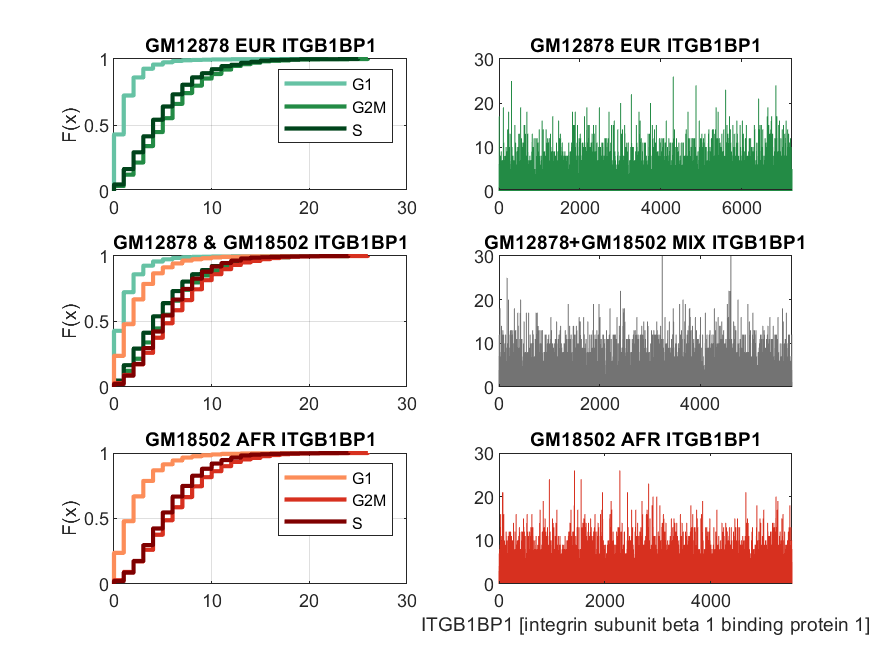 GM12878 EUR ITGB1BP1
1
0.5
0
F(x)
G1
G2M
S
0 10 20 30
GM12878 EUR ITGB1BP1
30
20
10
0
0 2000 4000 6000
GM12878 & GM18502 ITGB1BP1
1
0.5
0
F(x)
0 10 20 30
GM12878+GM18502 MIX ITGB1BP1
30
20
10
0
0 2000 4000
GM18502 AFR ITGB1BP1
1
0.5
0
F(x)
G1
G2M
S
0 10 20 30
GM18502 AFR ITGB1BP1
30
20
10
0
0 2000 4000
ITGB1BP1 [integrin subunit beta 1 binding protein 1]